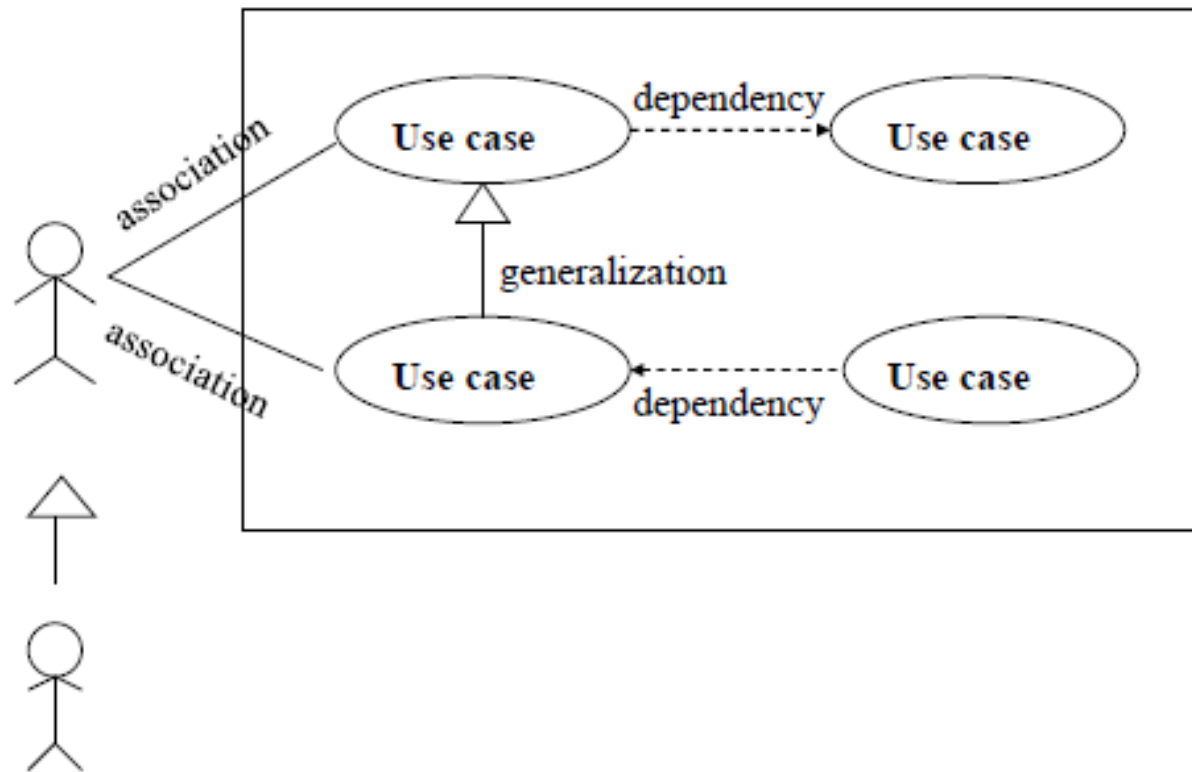 association
dependency
Use case
Use case
generalization
association
Use case
Use case
dependency